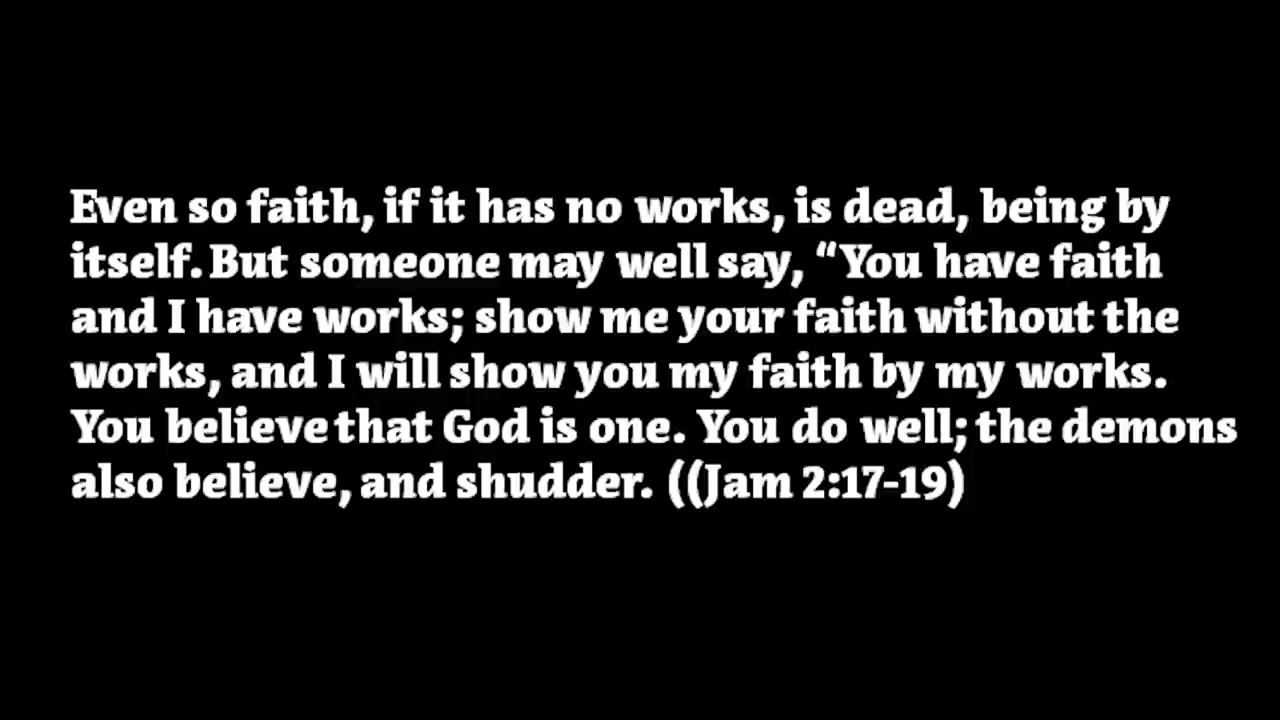 Even so faith, if it has no works, is dead, being by
itself. But someone may well say, “You have faith
and I have works; show me your faith without the
works, and I will show you my faith by my works.
You believe that God is one. You do well; the demons
also believe, and shudder. ((Jam 2:17-19)